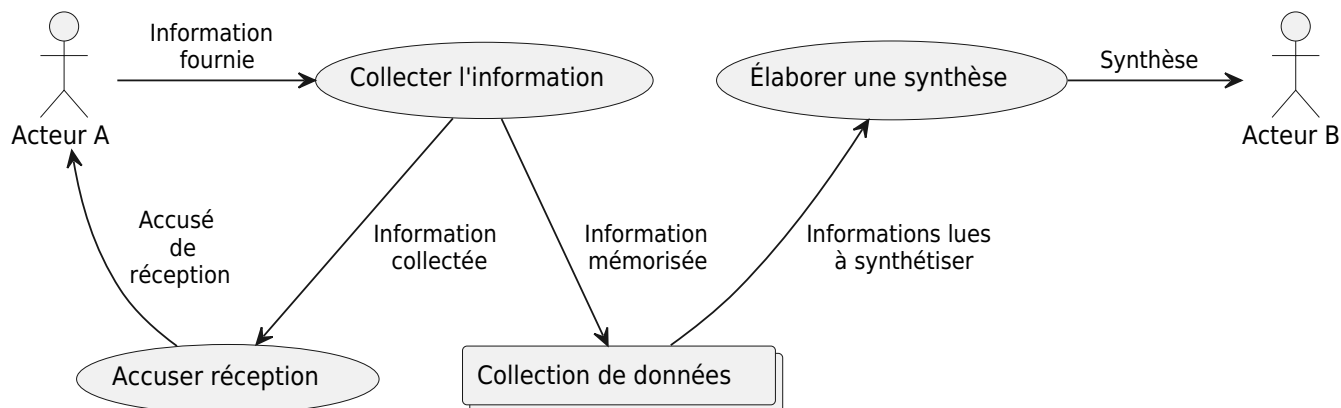 Information
fournie
Collecter l'information
Élaborer une synthèse
Synthèse
Acteur A
Acteur B
Accusé
de
réception
Information
collectée
Information
mémorisée
Informations lues
à synthétiser
Accuser réception
Collection de données